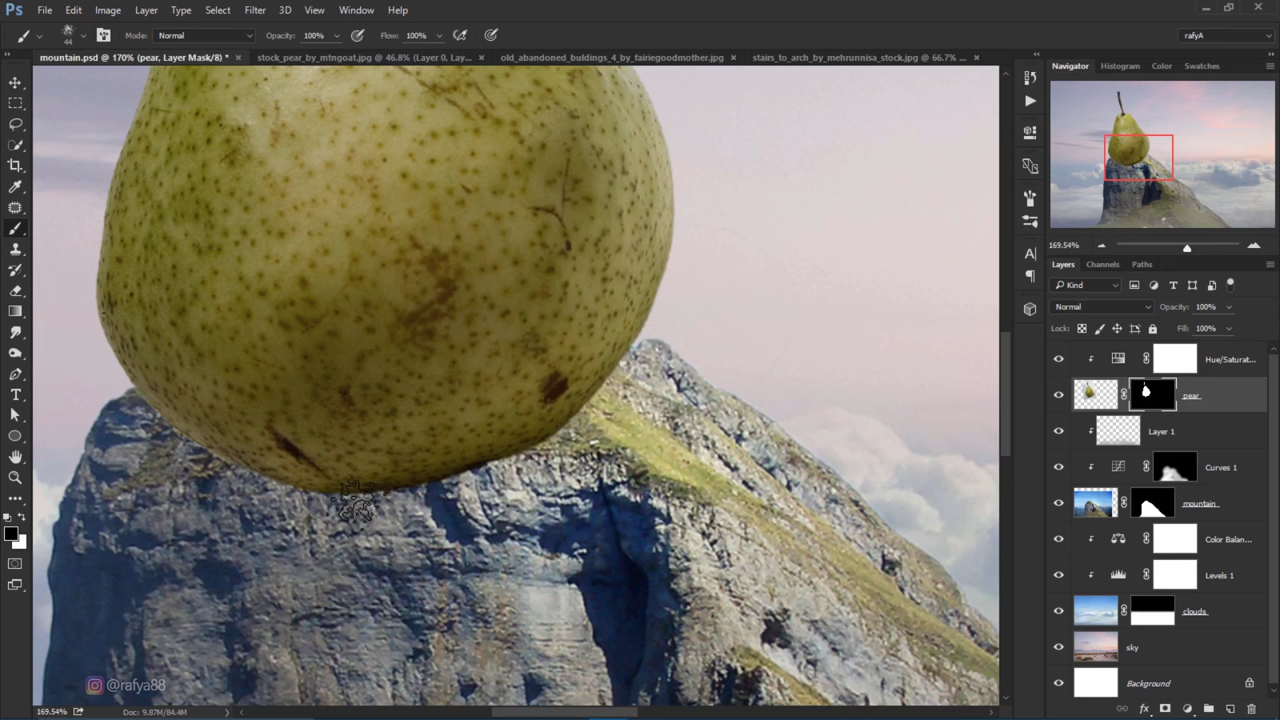 Ps File Edit Image Layer Type Select Filter 3D View Window Help
44 Mode: Normal Opacity: 100% Flow: 100% rafyA
mountain.psd @ 170% (pear, Layer Mask/8) * × stock_pear_by_mtngoat.jpg @ 46.8% (Layer 0, Lay... × old_abandoned_buldings_4_by_fairiegoodmother.jpg × stairs_to_arch_by_mehrunnisa_stock.jpg @ 66.7% ... ×
Navigator Histogram Color Swatches
169.54%
Layers Channels Paths
Kind
Normal Opacity: 100%
Lock: Fill: 100%
Hue/Saturat...
pear
Layer 1
Curves 1
mountain
Color Balan...
Levels 1
clouds
sky
Background
@rafya88
169.54% Doc: 9.87M/84.4M
fx